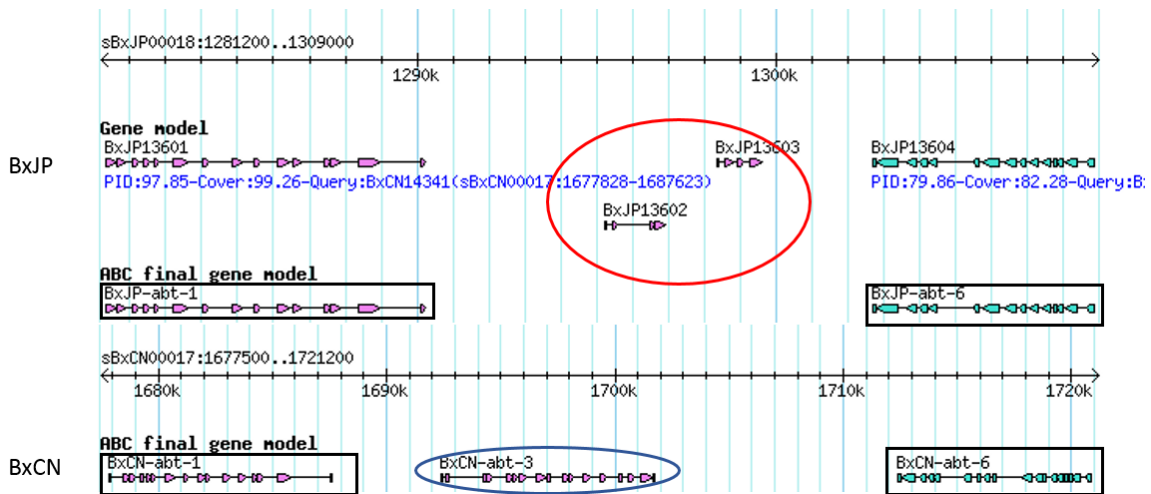 sBxJP00018:1281200..1309000
1290k 1300k
Gene model
BxJP13601 BxJP13603 BxJP13604
BxJP
PID:97.85-Cover:99.26-Query:BxCN14341(sBxCN00017:1677828-1687623) PID:79.86-Cover:82.28-Query:B
BxJP13602
ABC final gene model
BxJP-abt-1 BxJP-abt-6
sBxCN00017:1677500..1721200
1680k 1690k 1700k 1710k 1720k
ABC final gene model
BxCN
BxCN-abt-1 BxCN-abt-3 BxCN-abt-6